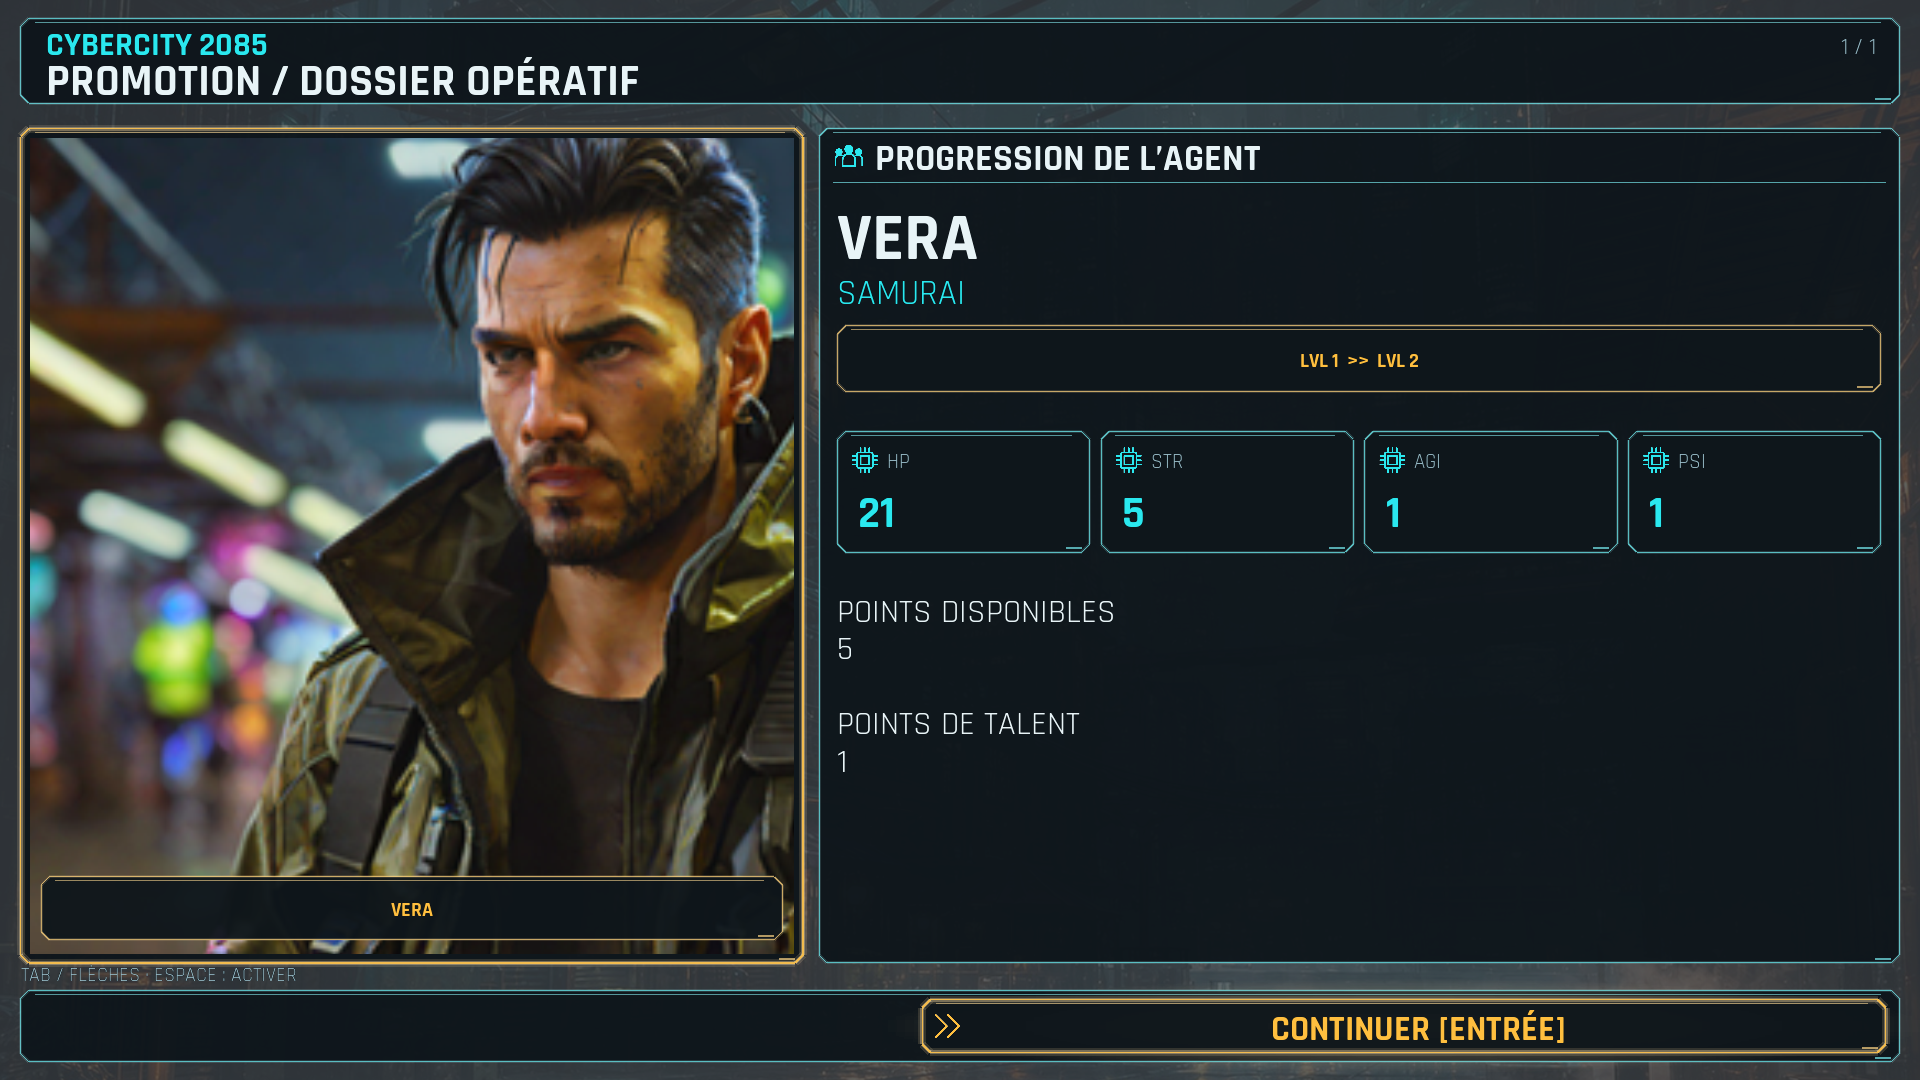 CYBERCITY 2085
PROMOTION / DOSSIER OPÉRATIF
1 / 1
PROGRESSION DE L'AGENT
VERA
SAMURAI
LVL 1 >> LVL 2
HP
21
STR
5
AGI
1
PSI
1
POINTS DISPONIBLES
5
POINTS DE TALENT
1
VERA
TAB / FLÈCHES · ESPACE : ACTIVER
CONTINUER [ENTRÉE]